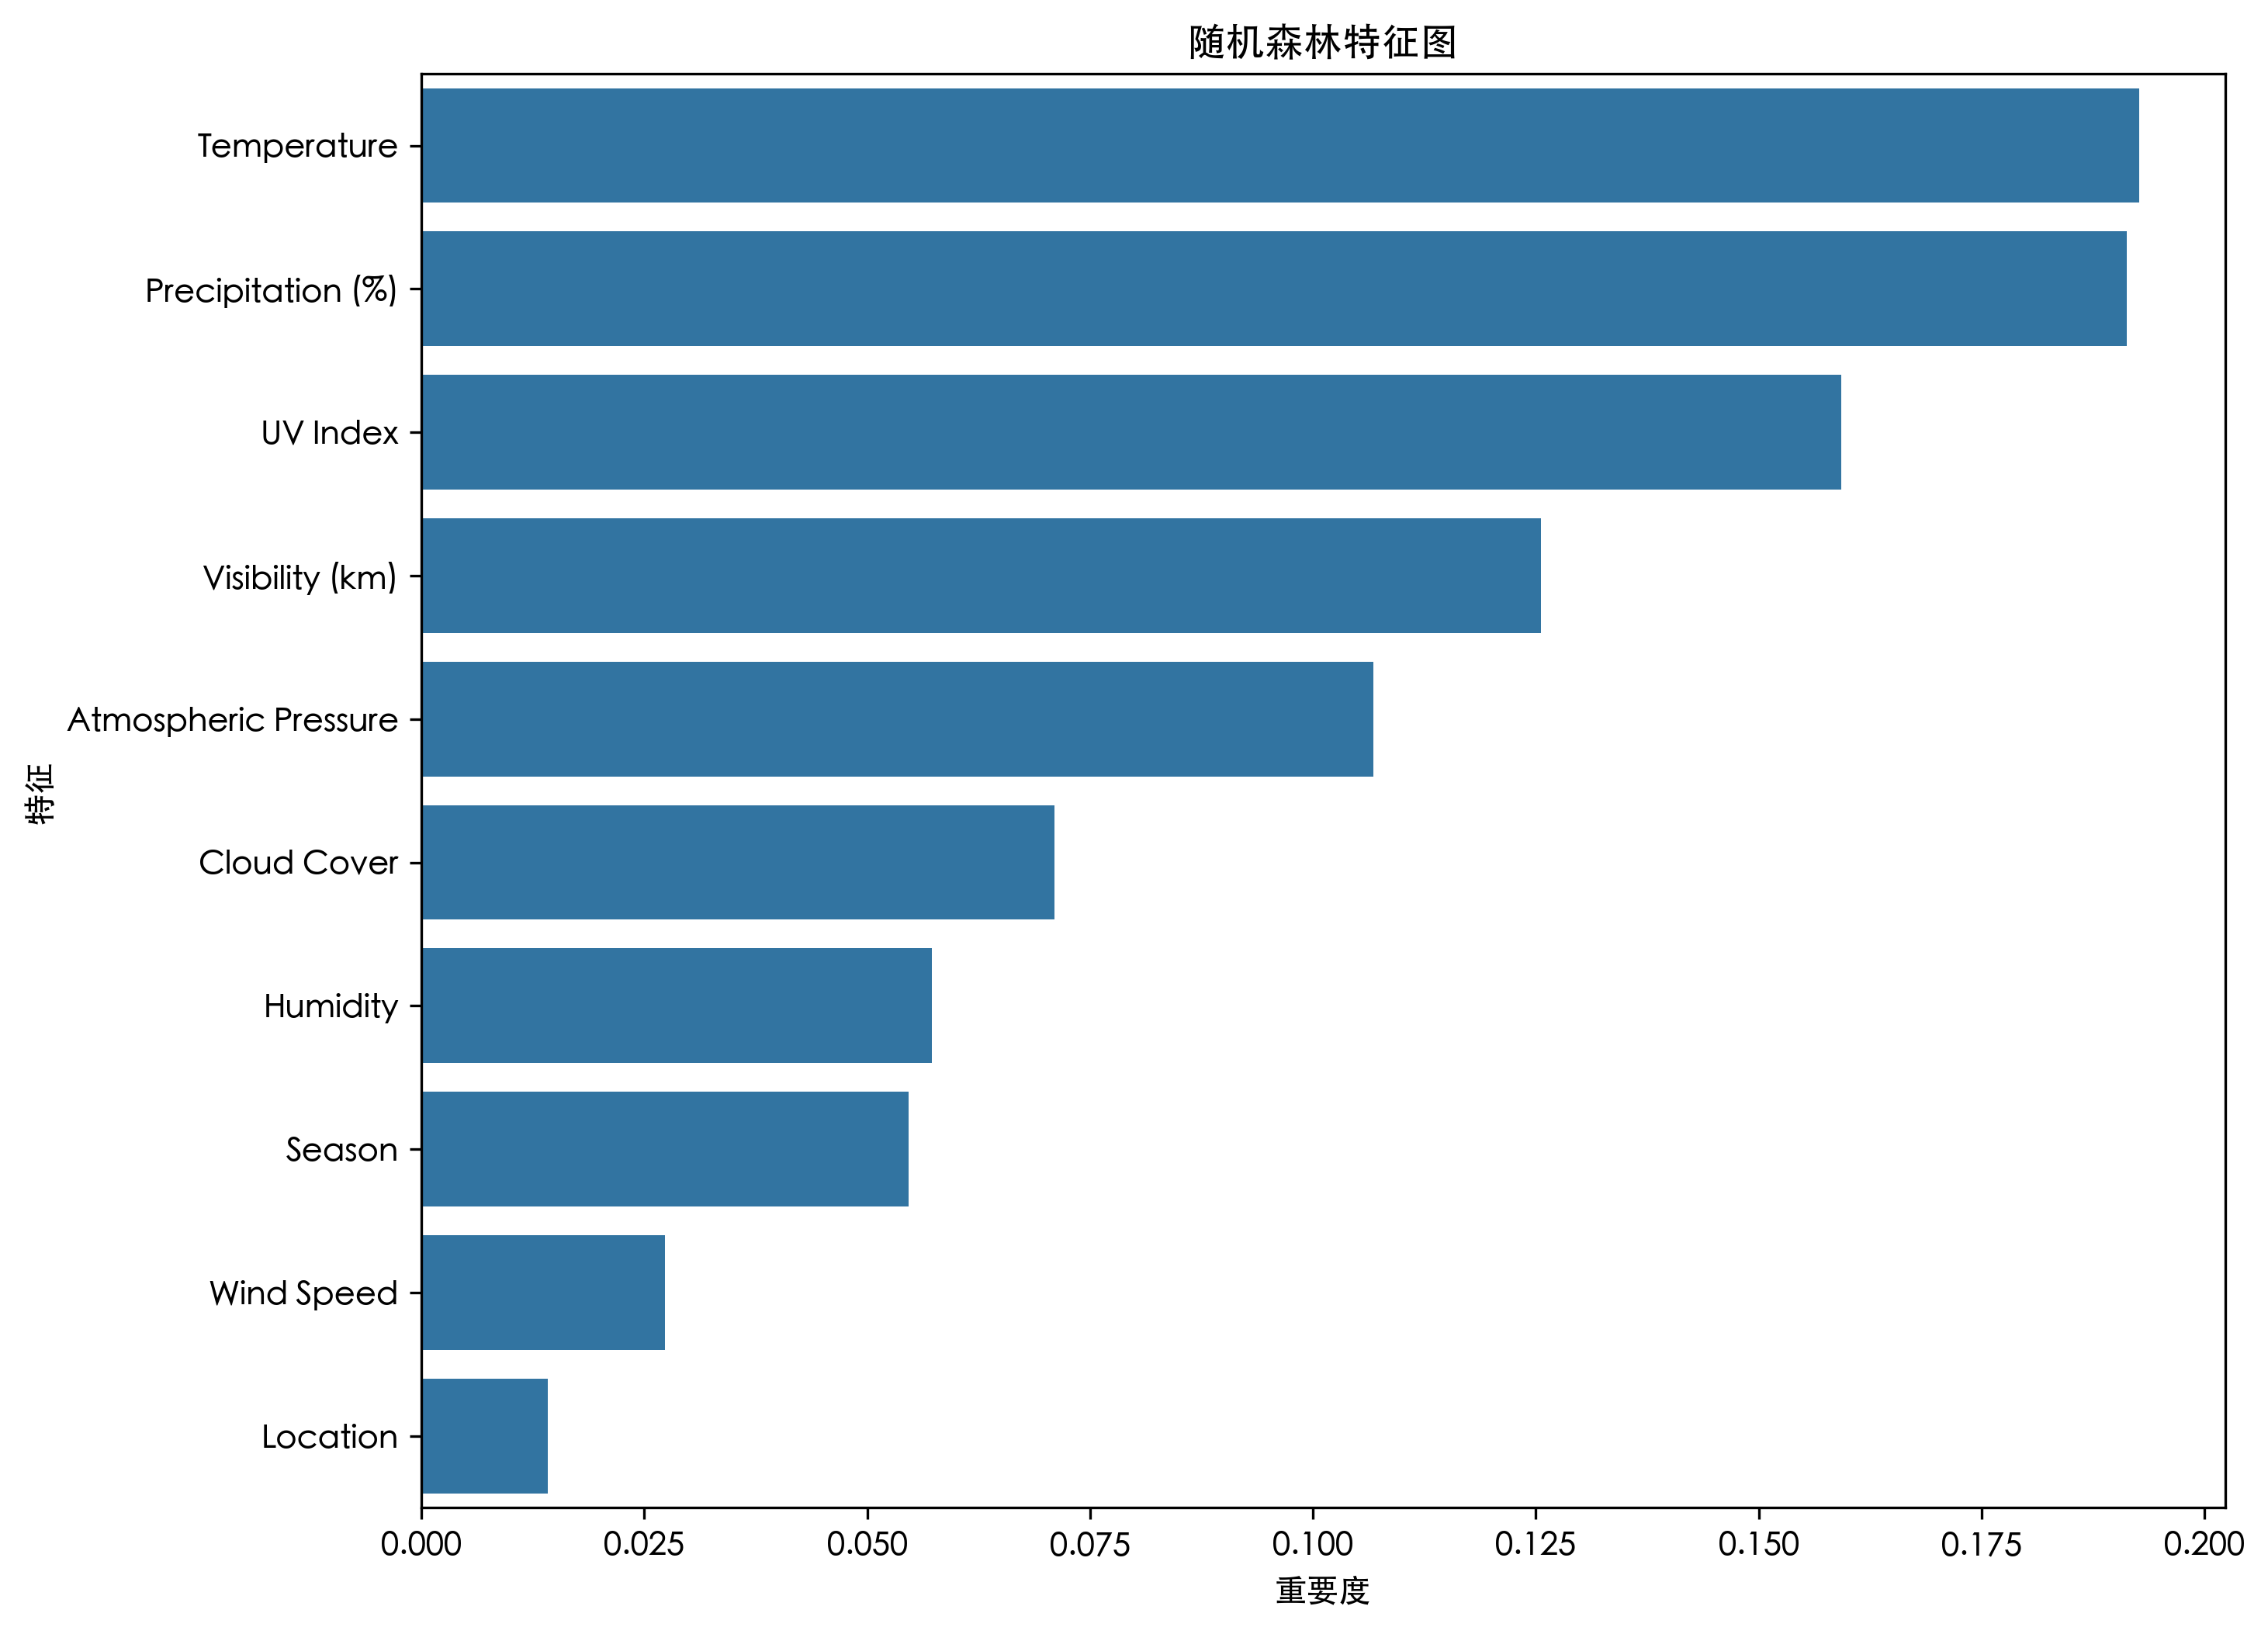 随机森林特征图
Temperature
Precipitation (%)
UV Index
Visibility (km)
Atmospheric Pressure
Cloud Cover
Humidity
Season
Wind Speed
Location
特征
0.000 0.025 0.050 0.075 0.100 0.125 0.150 0.175 0.200
重要度